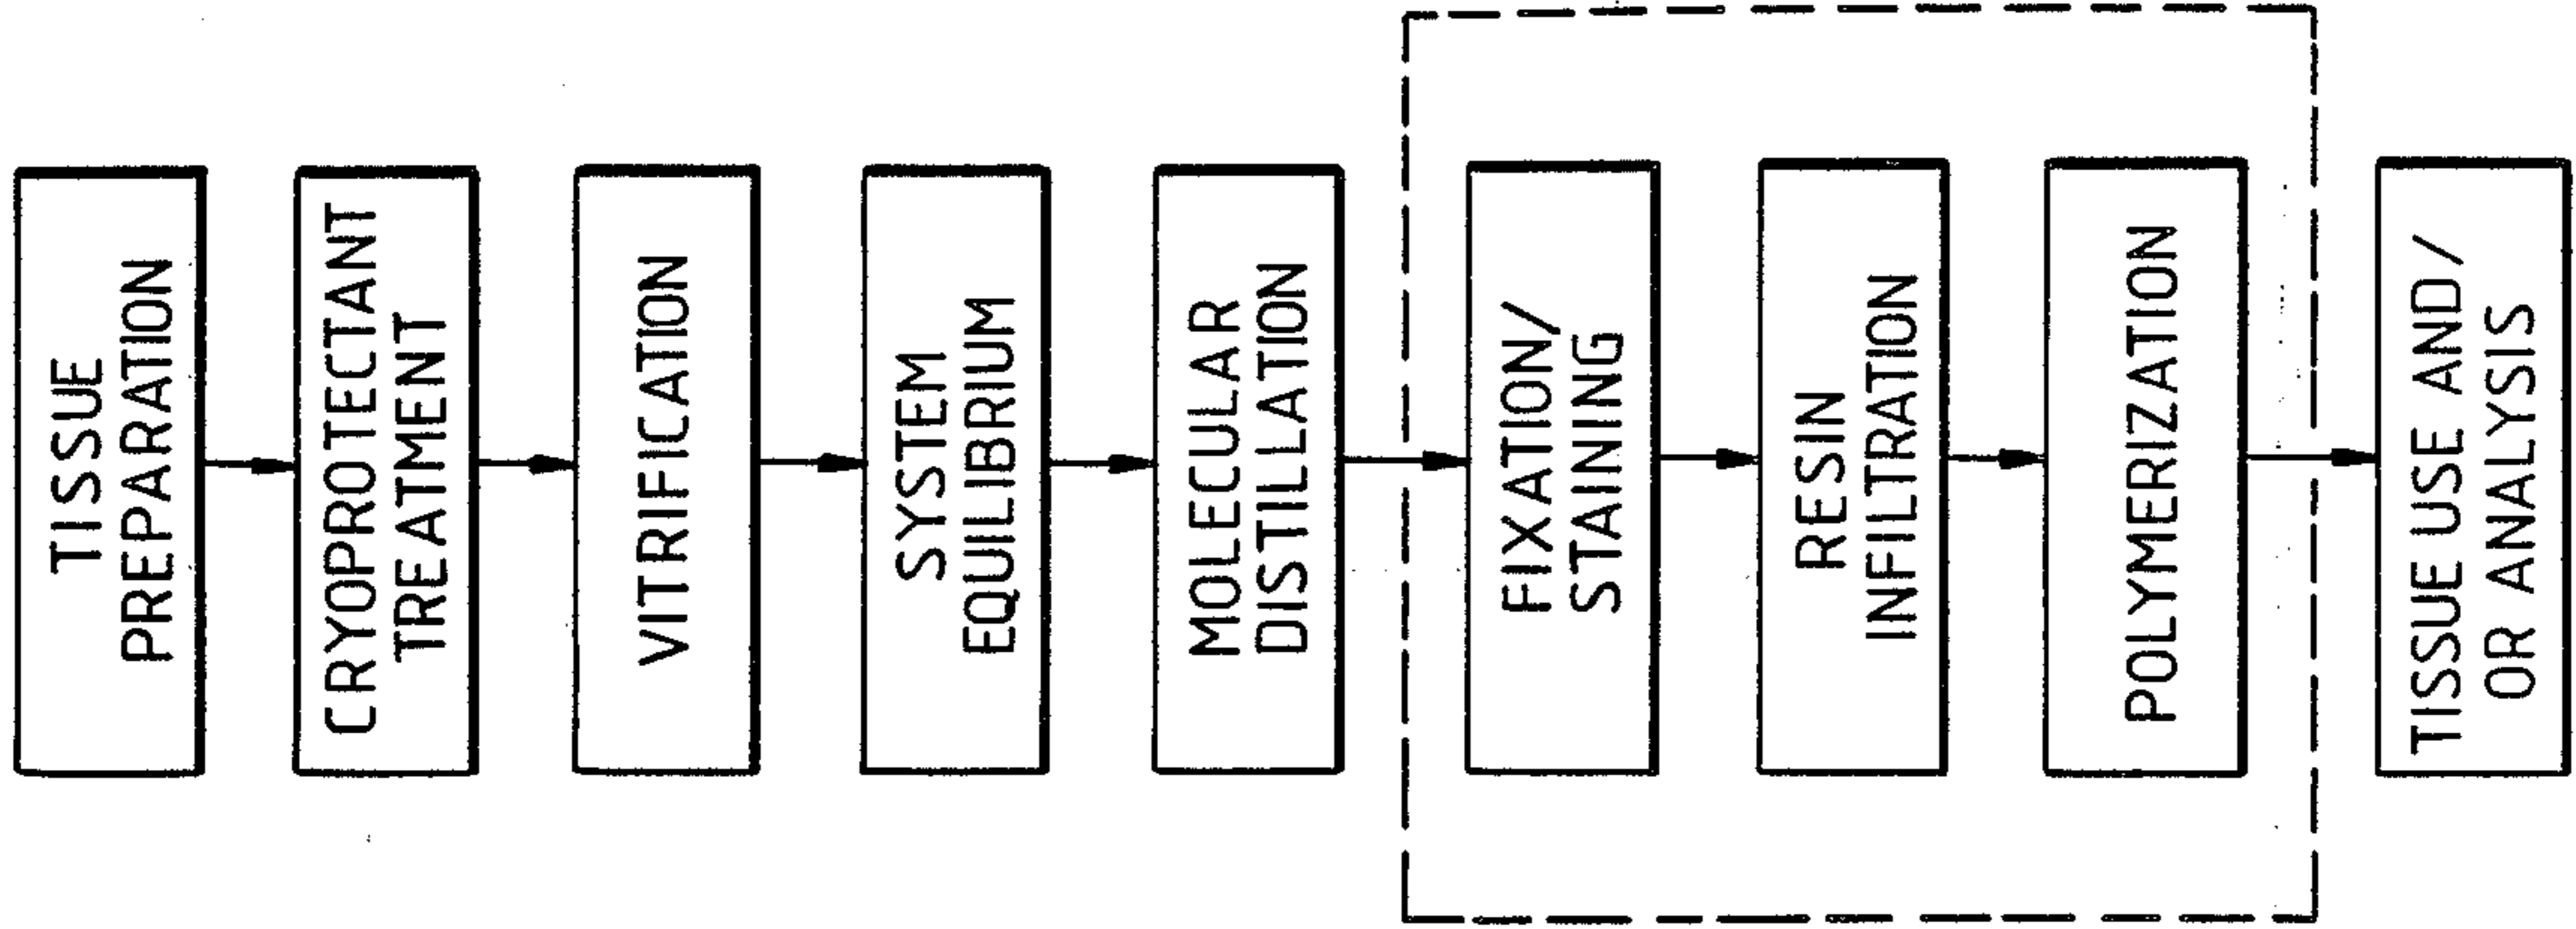 TISSUE
PREPARATION
CRYOPROTECTANT
TREATMENT
VITRIFICATION
SYSTEM
EQUILIBRIUM
MOLECULAR
DISTILLATION
FIXATION/
STAINING
RESIN
INFILTRATION
POLYMERIZATION
TISSUE USE AND/
OR ANALYSIS